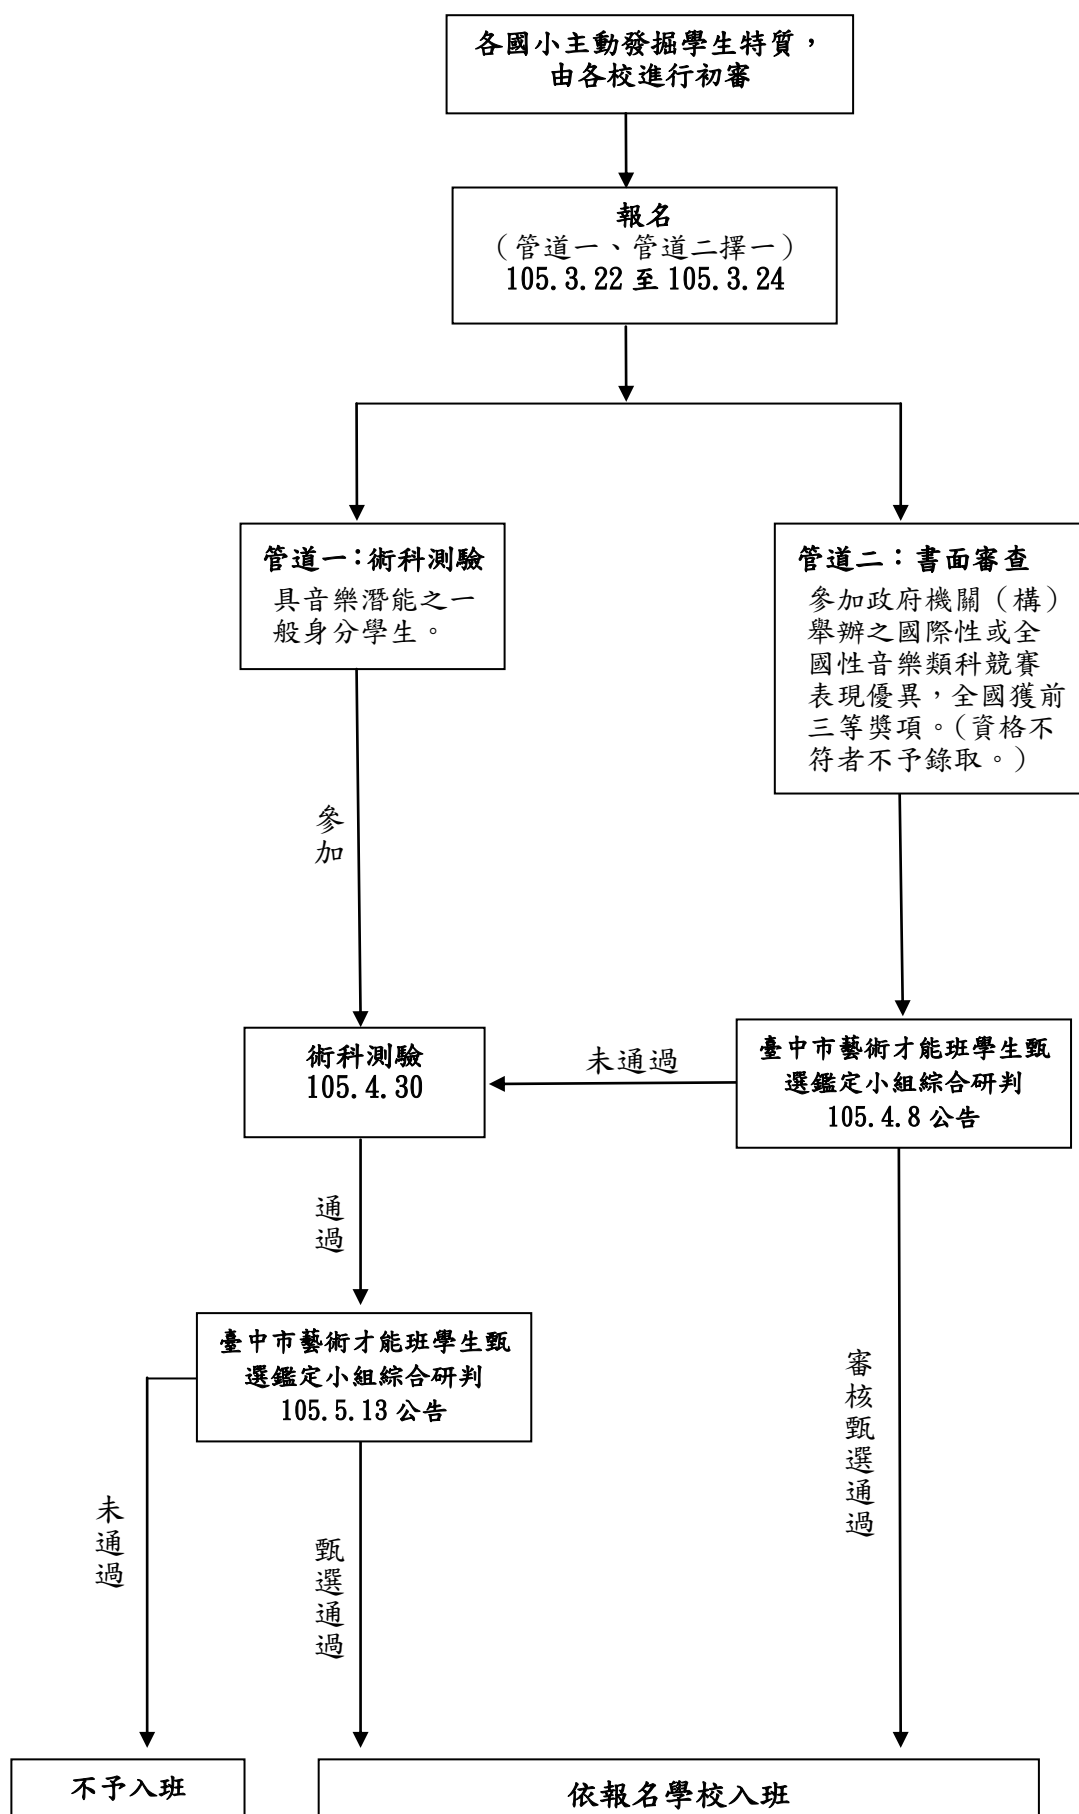 各國小主動發掘學生特質，
由各校進行初審
報名
（管道一、管道二擇一）
105.3.22 至 105.3.24
管道一：術科測驗
具音樂潛能之一
般身分學生。
管道二：書面審查
參加政府機關（構）
舉辦之國際性或全
國性音樂類科競賽
表現優異，全國獲前
三等獎項。（資格不
符者不予錄取。）
參加
術科測驗
105.4.30
未通過
臺中市藝術才能班學生甄
選鑑定小組綜合研判
105.4.8 公告
通過
臺中市藝術才能班學生甄
選鑑定小組綜合研判
105.5.13 公告
審核甄選通過
未通過
甄選通過
不予入班
依報名學校入班